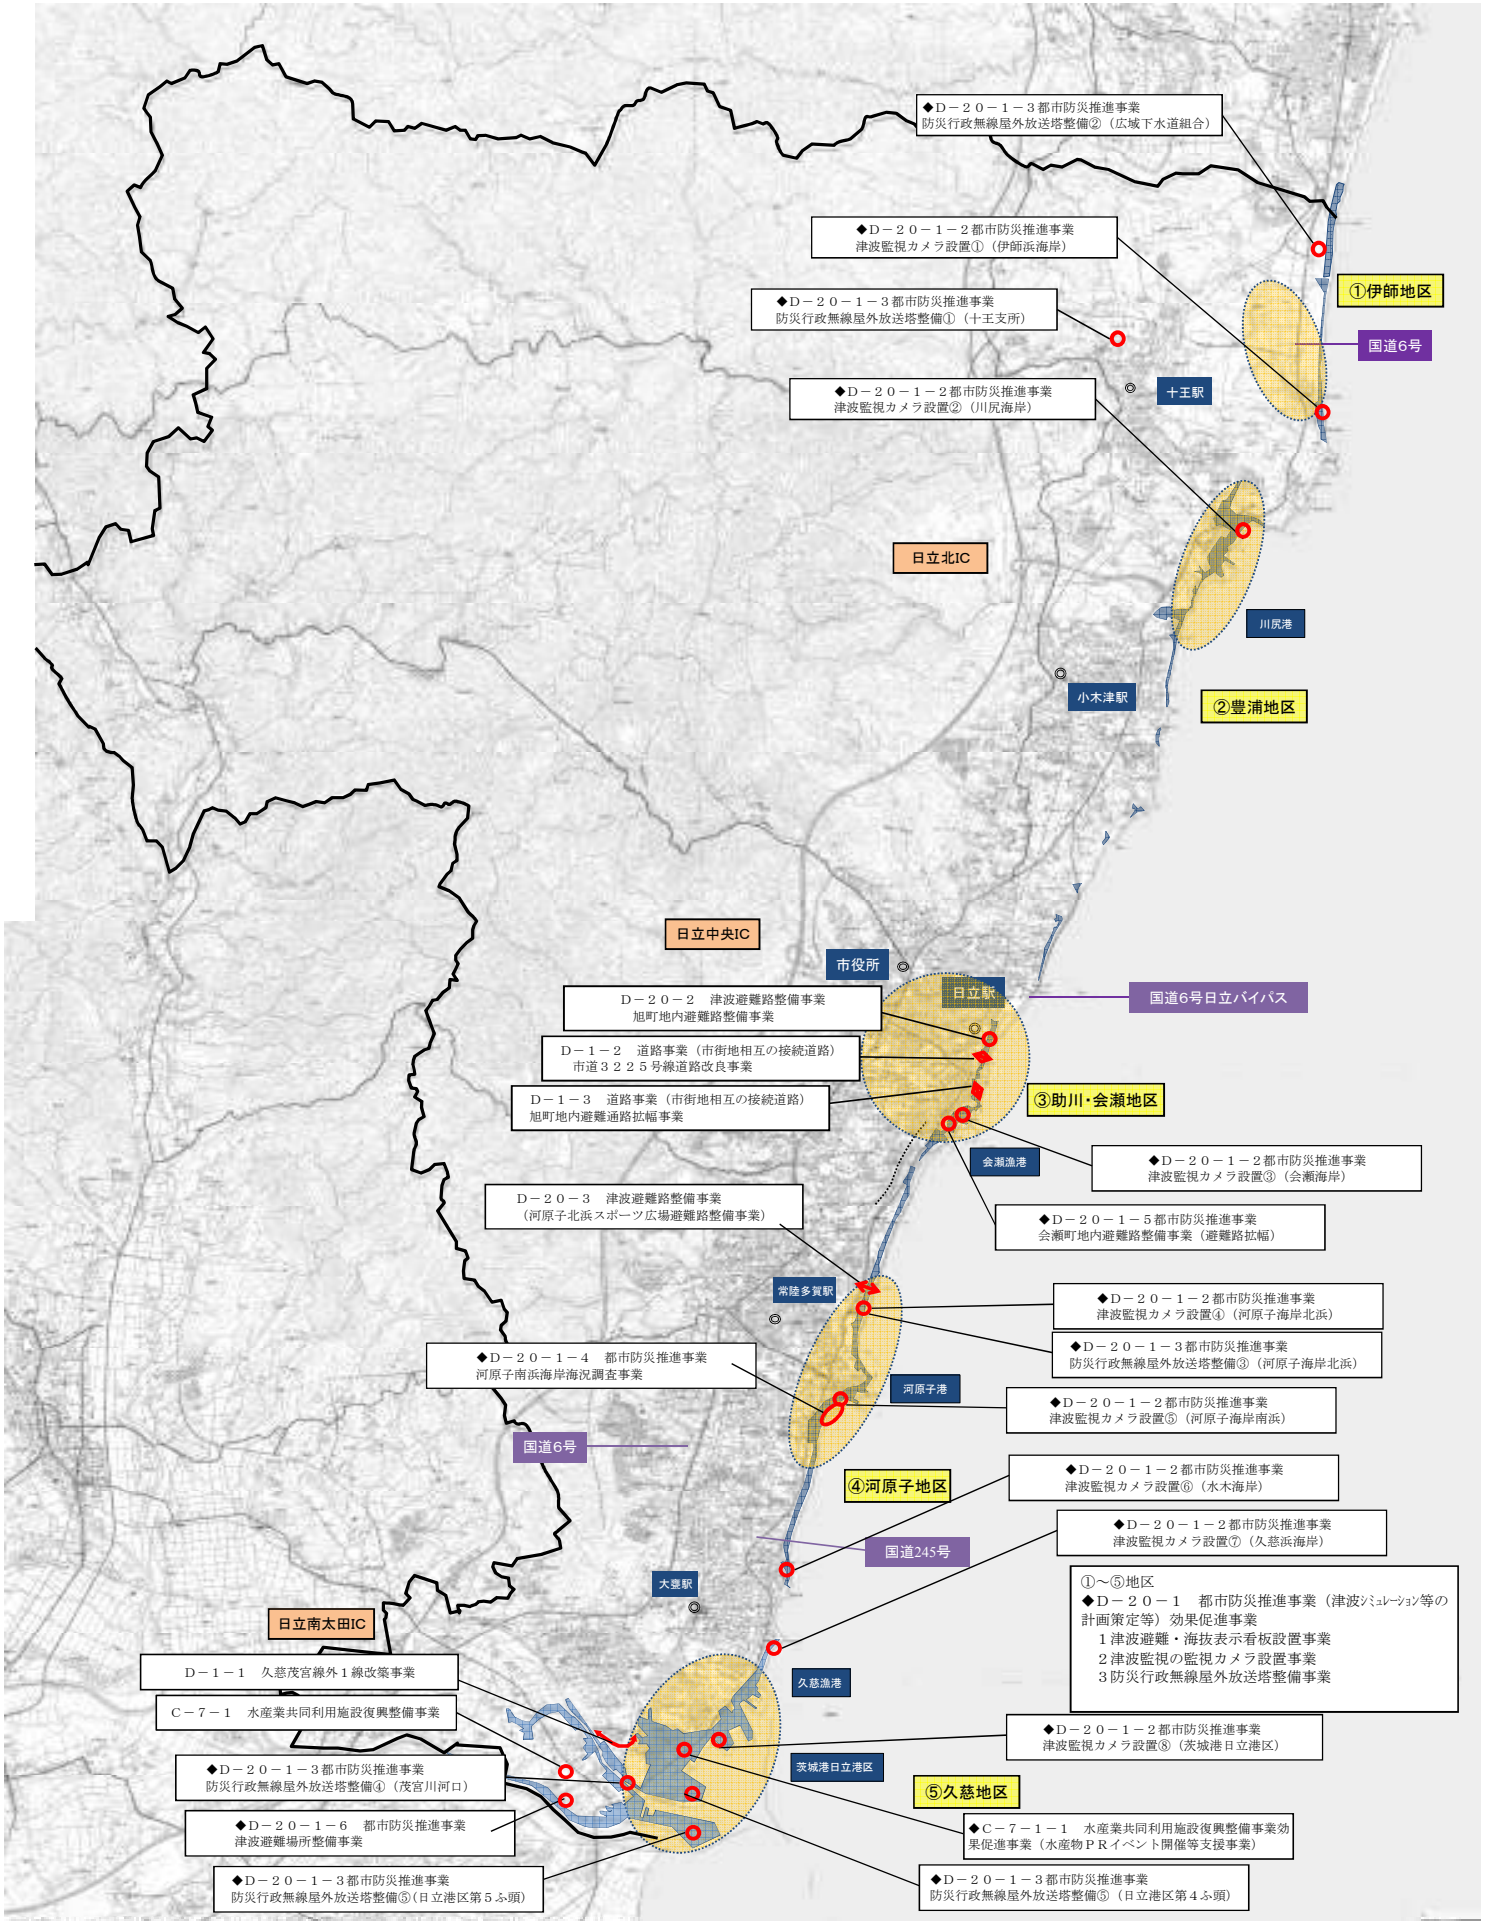 ◆Ｄ－２０－１－３都市防災推進事業
防災行政無線屋外放送塔整備②（広域下水道組合）
◆Ｄ－２０－１－２都市防災推進事業
津波監視カメラ設置①（伊師浜海岸）
①伊師地区
◆Ｄ－２０－１－３都市防災推進事業
防災行政無線屋外放送塔整備①（十王支所）
国道6号
◆Ｄ－２０－１－２都市防災推進事業
津波監視カメラ設置②（川尻海岸）
十王駅
日立北IC
川尻港
小木津駅
②豊浦地区
日立中央IC
市役所
日立駅
国道6号日立バイパス
Ｄ－２０－２　津波避難路整備事業
旭町地内避難路整備事業
Ｄ－１－２　道路事業（市街地相互の接続道路）
市道３２２５号線道路改良事業
Ｄ－１－３　道路事業（市街地相互の接続道路）
旭町地内避難通路拡幅事業
③助川・会瀬地区
会瀬漁港
◆Ｄ－２０－１－２都市防災推進事業
津波監視カメラ設置③（会瀬海岸）
Ｄ－２０－３　津波避難路整備事業
（河原子北浜スポーツ広場避難路整備事業）
◆Ｄ－２０－１－５都市防災推進事業
会瀬町地内避難路整備事業（避難路拡幅）
常陸多賀駅
◆Ｄ－２０－１－２都市防災推進事業
津波監視カメラ設置④（河原子海岸北浜）
◆Ｄ－２０－１－３都市防災推進事業
防災行政無線屋外放送塔整備③（河原子海岸北浜）
◆Ｄ－２０－１－４　都市防災推進事業
河原子南浜海岸海況調査事業
河原子港
◆Ｄ－２０－１－２都市防災推進事業
津波監視カメラ設置⑤（河原子海岸南浜）
国道6号
④河原子地区
◆Ｄ－２０－１－２都市防災推進事業
津波監視カメラ設置⑥（水木海岸）
◆Ｄ－２０－１－２都市防災推進事業
津波監視カメラ設置⑦（久慈浜海岸）
国道245号
大甕駅
①～⑤地区
◆Ｄ－２０－１　都市防災推進事業（津波ｼﾐｭﾚｰｼｮﾝ等の
計画策定等）効果促進事業
１津波避難・海抜表示看板設置事業
２津波監視の監視カメラ設置事業
３防災行政無線屋外放送塔整備事業
日立南太田IC
Ｄ－１－１　久慈茂宮線外１線改築事業
久慈漁港
Ｃ－７－１　水産業共同利用施設復興整備事業
◆Ｄ－２０－１－２都市防災推進事業
津波監視カメラ設置⑧（茨城港日立港区）
茨城港日立港区
◆Ｄ－２０－１－３都市防災推進事業
防災行政無線屋外放送塔整備④（茂宮川河口）
⑤久慈地区
◆Ｄ－２０－１－６　都市防災推進事業
津波避難場所整備事業
◆Ｃ－７－１－１　水産業共同利用施設復興整備事業効
果促進事業（水産物ＰＲイベント開催等支援事業）
◆Ｄ－２０－１－３都市防災推進事業
防災行政無線屋外放送塔整備⑤(日立港区第５ふ頭)
◆Ｄ－２０－１－３都市防災推進事業
防災行政無線屋外放送塔整備⑤（日立港区第４ふ頭）